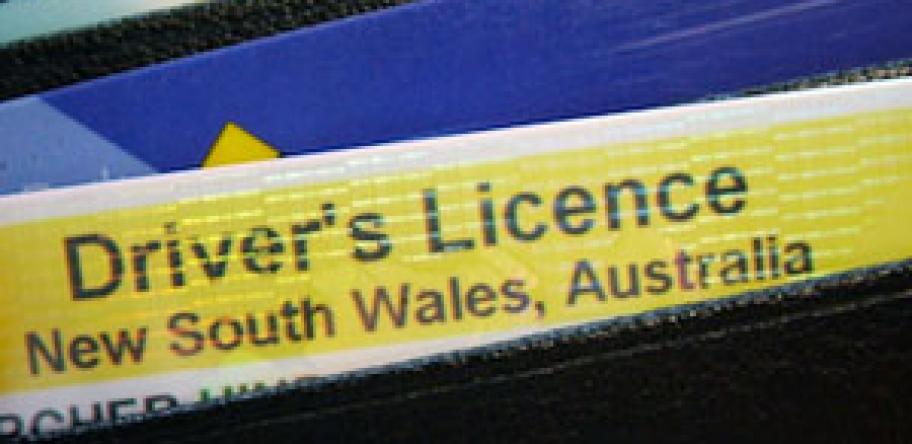 Driver's Licence
New South Wales, Australia